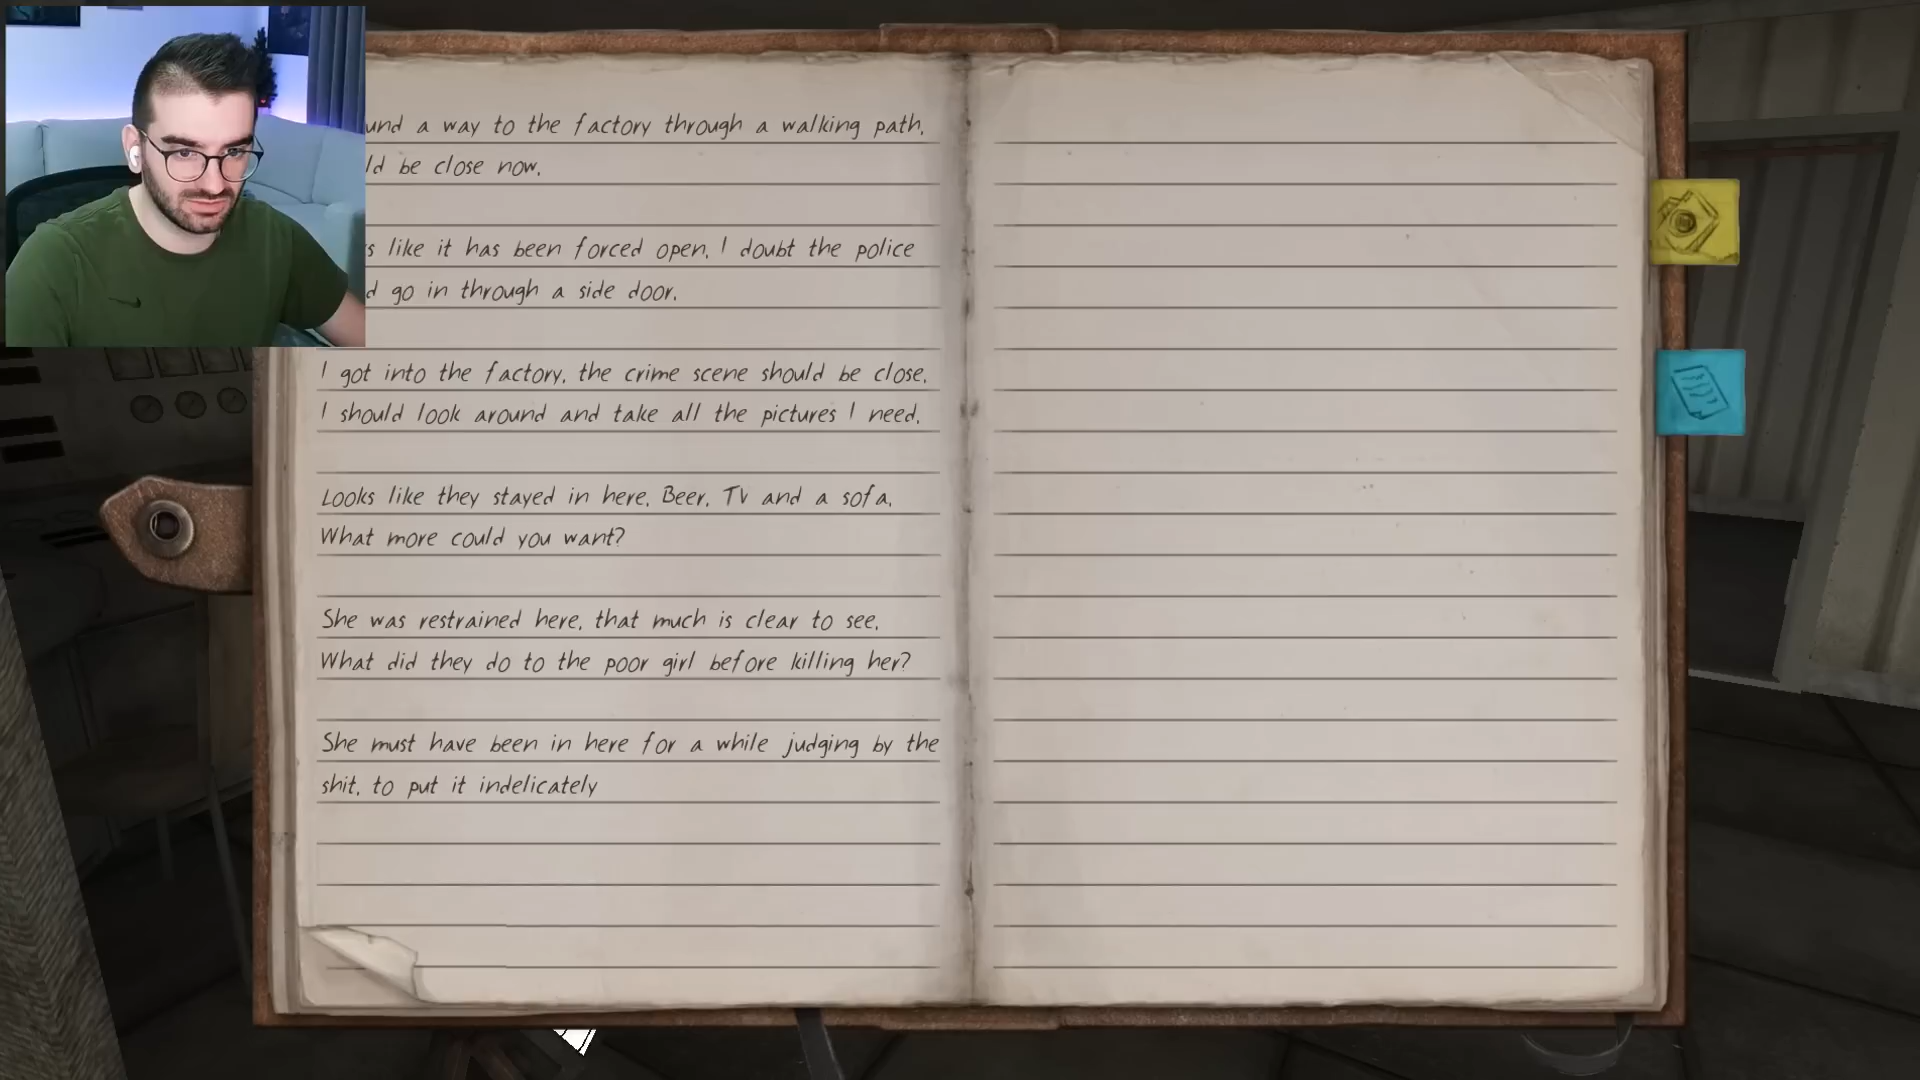 a way to the factory through a walking path.
be close now.
like it has been forced open. I doubt the police
go in through a side door.
I got into the factory, the crime scene should be close.
I should look around and take all the pictures I need.
Looks like they stayed in here. Beer, TV and a sofa.
What more could you want?
She was restrained here, that much is clear to see.
What did they do to the poor girl before killing her?
She must have been in here for a while judging by the
shit, to put it indelicately